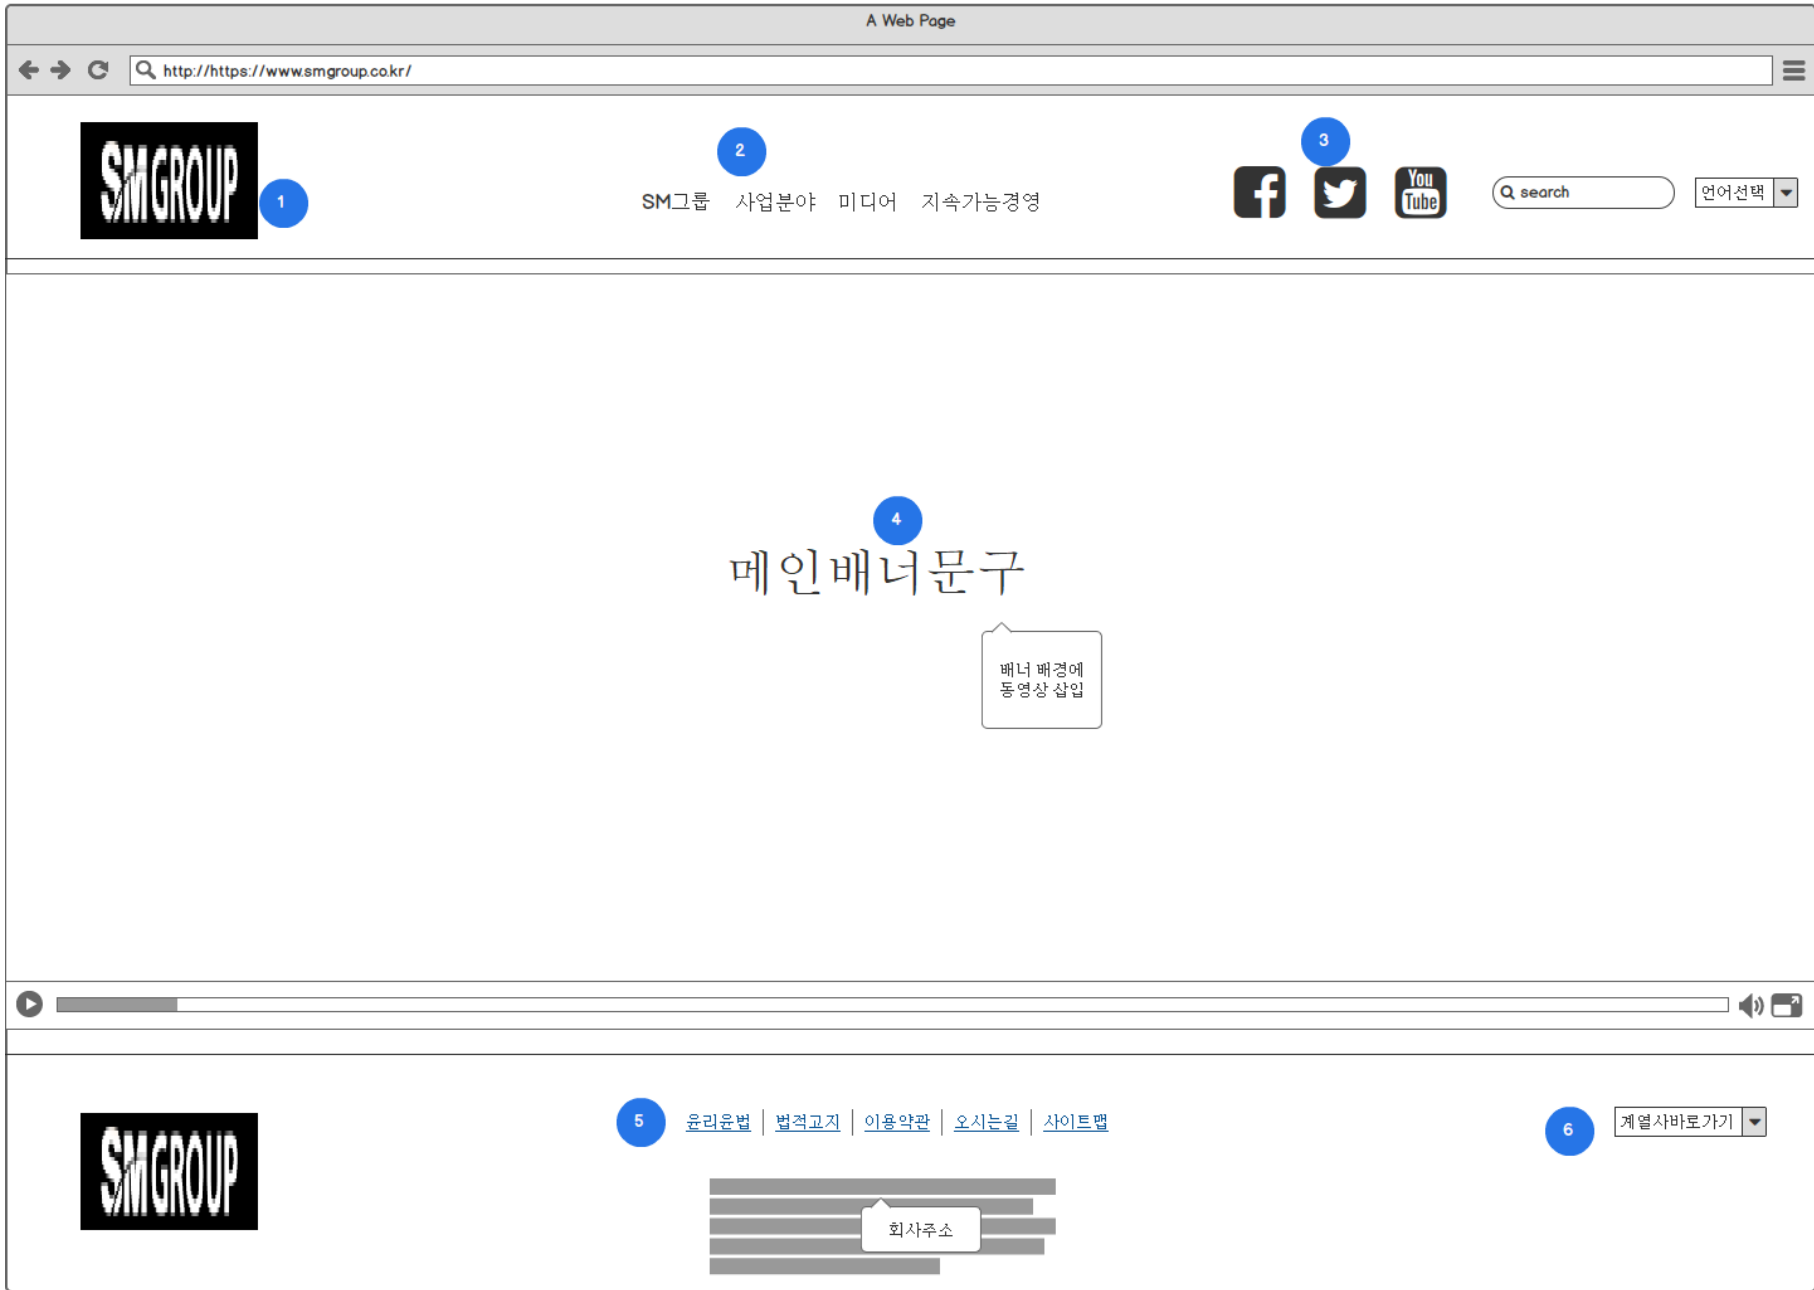 A Web Page
http://https://www.smgroup.co.kr/
SMGROUP
1
2
SM그룹 사업분야 미디어 지속가능경영
3
You
Tube
search
언어선택
4
메인배너문구
배너 배경에
동영상 삽입
SMGROUP
5
윤리윤법 법적고지 이용약관 오시는길 사이트맵
회사주소
6
계열사바로가기